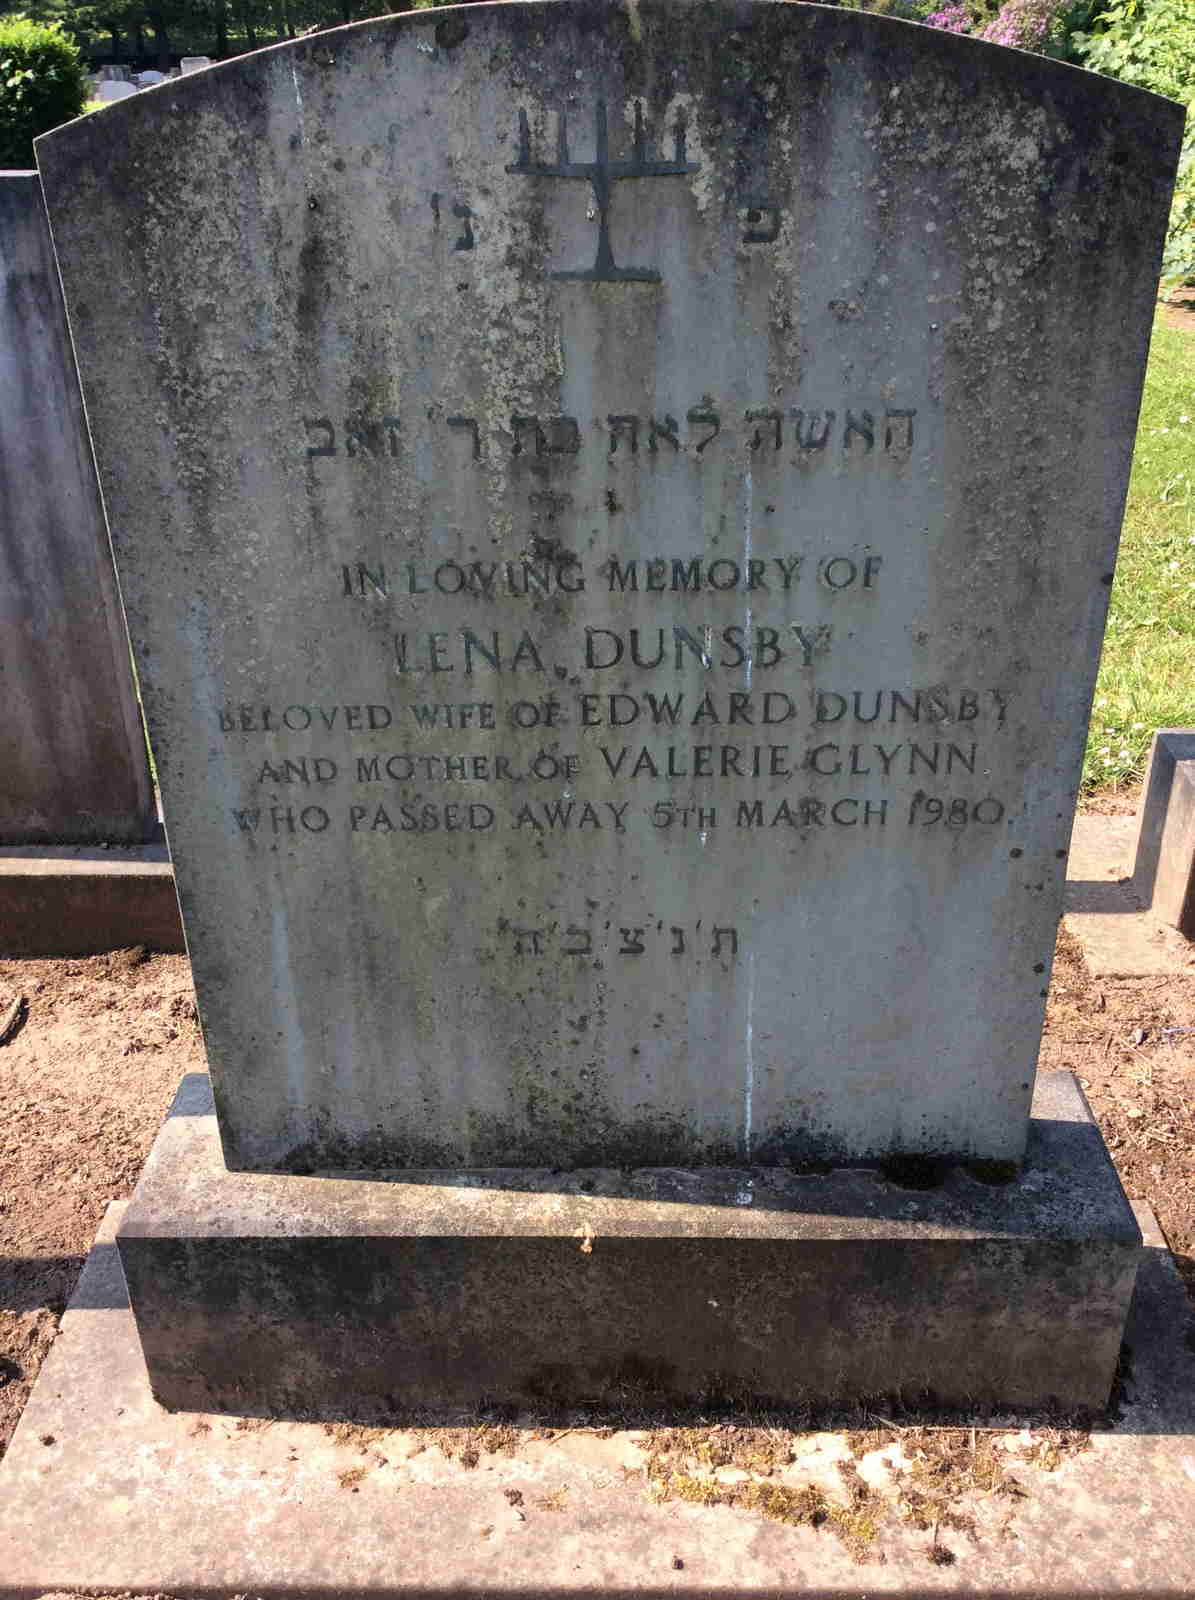 פ נ׳
האשה לאה בת ר׳ זאב
IN LOVING MEMORY OF
LENA DUNSBY
BELOVED WIFE OF EDWARD DUNSBY
AND MOTHER OF VALERIE GLYNN
WHO PASSED AWAY 5TH MARCH 1980.
ת׳נ׳צ׳ב׳ה׳